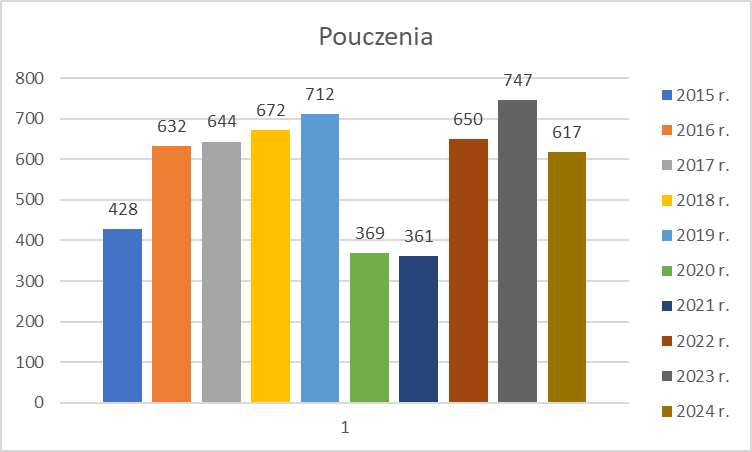 Pouczenia
800
700
600
500
400
300
200
100
0
428
632
644
672
712
369
361
650
747
617
1
2015 r.
2016 r.
2017 r.
2018 r.
2019 r.
2020 r.
2021 r.
2022 r.
2023 r.
2024 r.